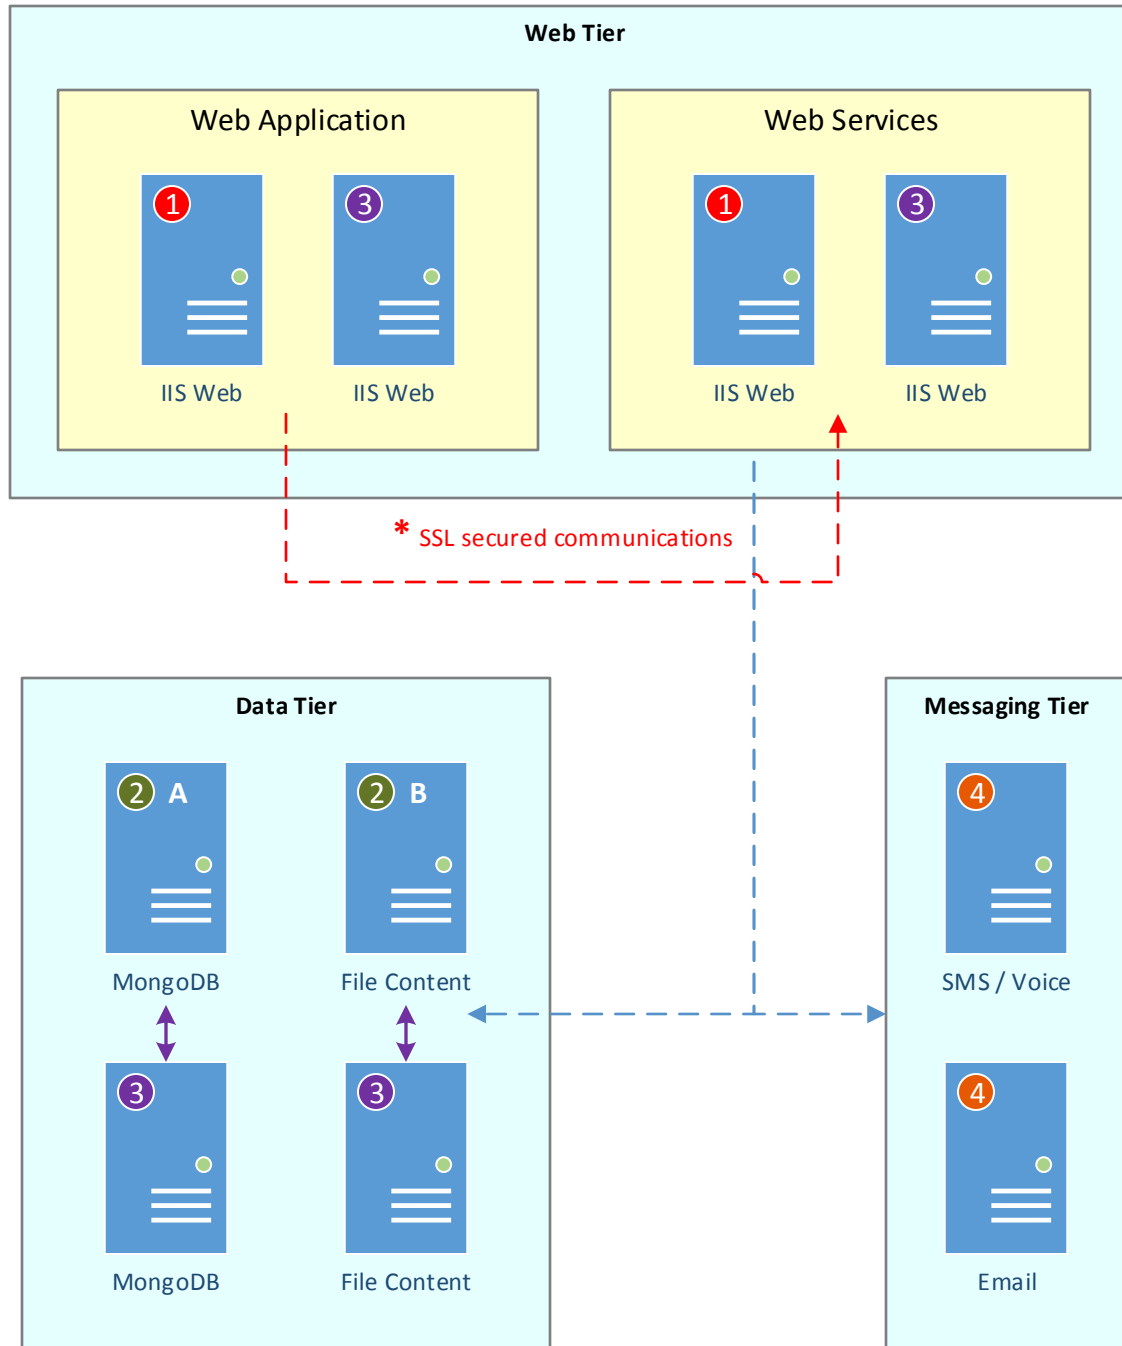 Web Tier
Web Application
Web Services
1
3
1
3
IIS Web
IIS Web
IIS Web
IIS Web
* SSL secured communications
Data Tier
Messaging Tier
2 A
2 B
4
MongoDB
File Content
SMS / Voice
3
3
4
MongoDB
File Content
Email